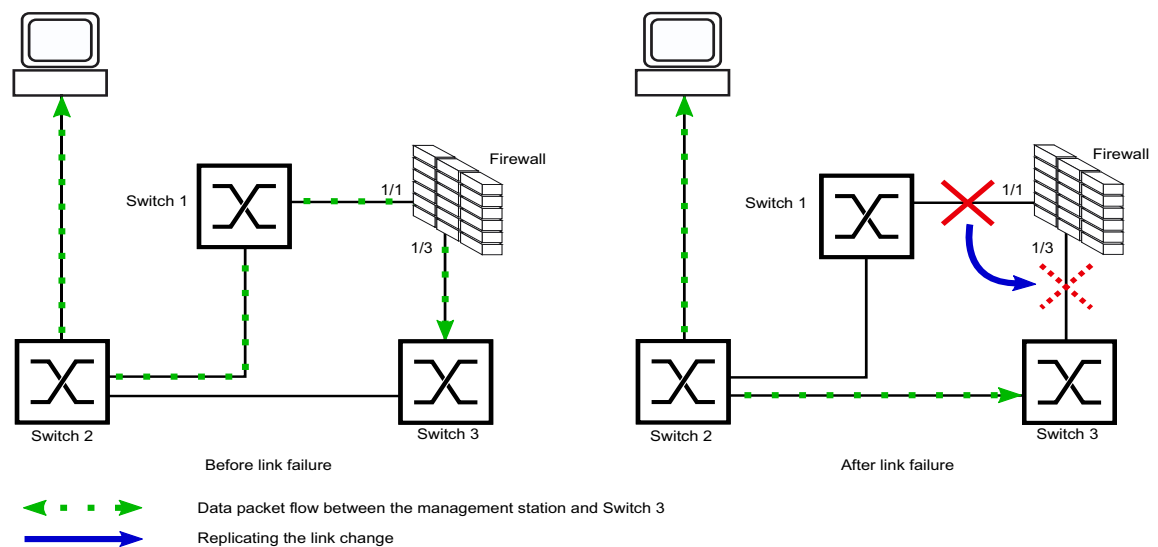 Firewall
1/1
Switch 1
1/3
Switch 2
Switch 3
Before link failure
Firewall
1/1
Switch 1
1/3
Switch 2
Switch 3
After link failure
Data packet flow between the management station and Switch 3
Replicating the link change